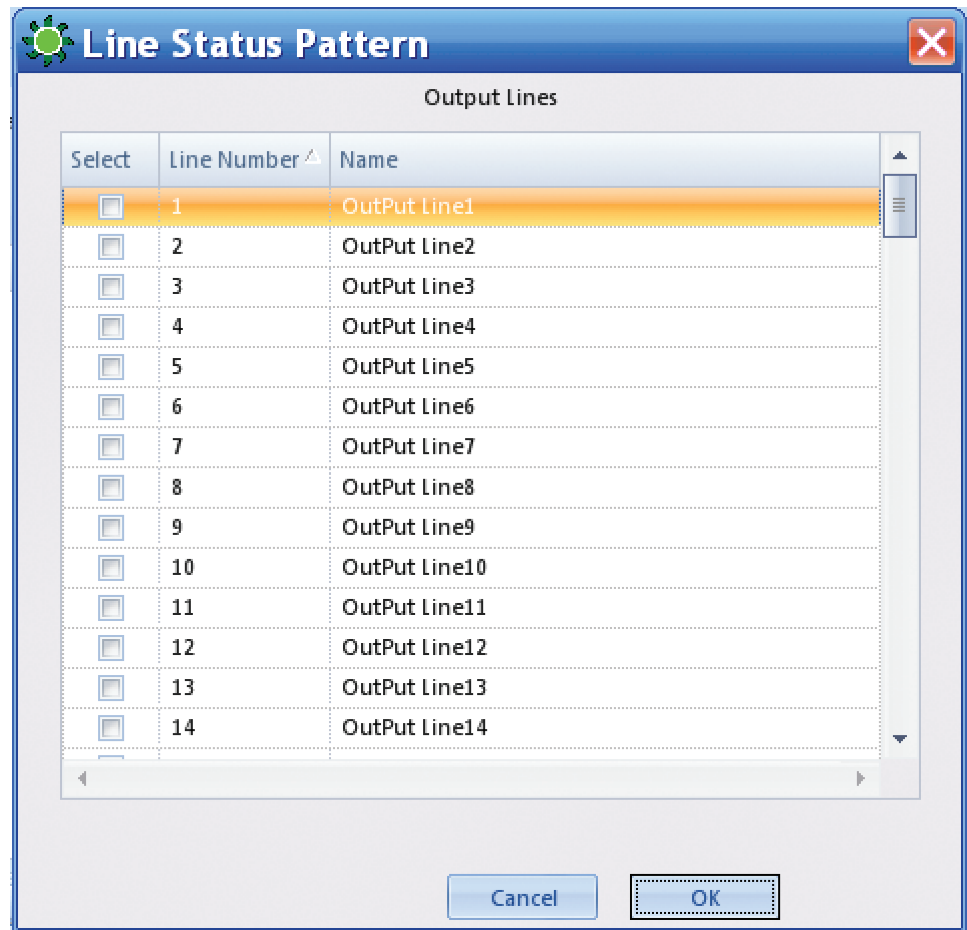 Line Status Pattern
Output Lines
Select Line Number Name
1 OutPut Line1
2 OutPut Line2
3 OutPut Line3
4 OutPut Line4
5 OutPut Line5
6 OutPut Line6
7 OutPut Line7
8 OutPut Line8
9 OutPut Line9
10 OutPut Line10
11 OutPut Line11
12 OutPut Line12
13 OutPut Line13
14 OutPut Line14
Cancel OK